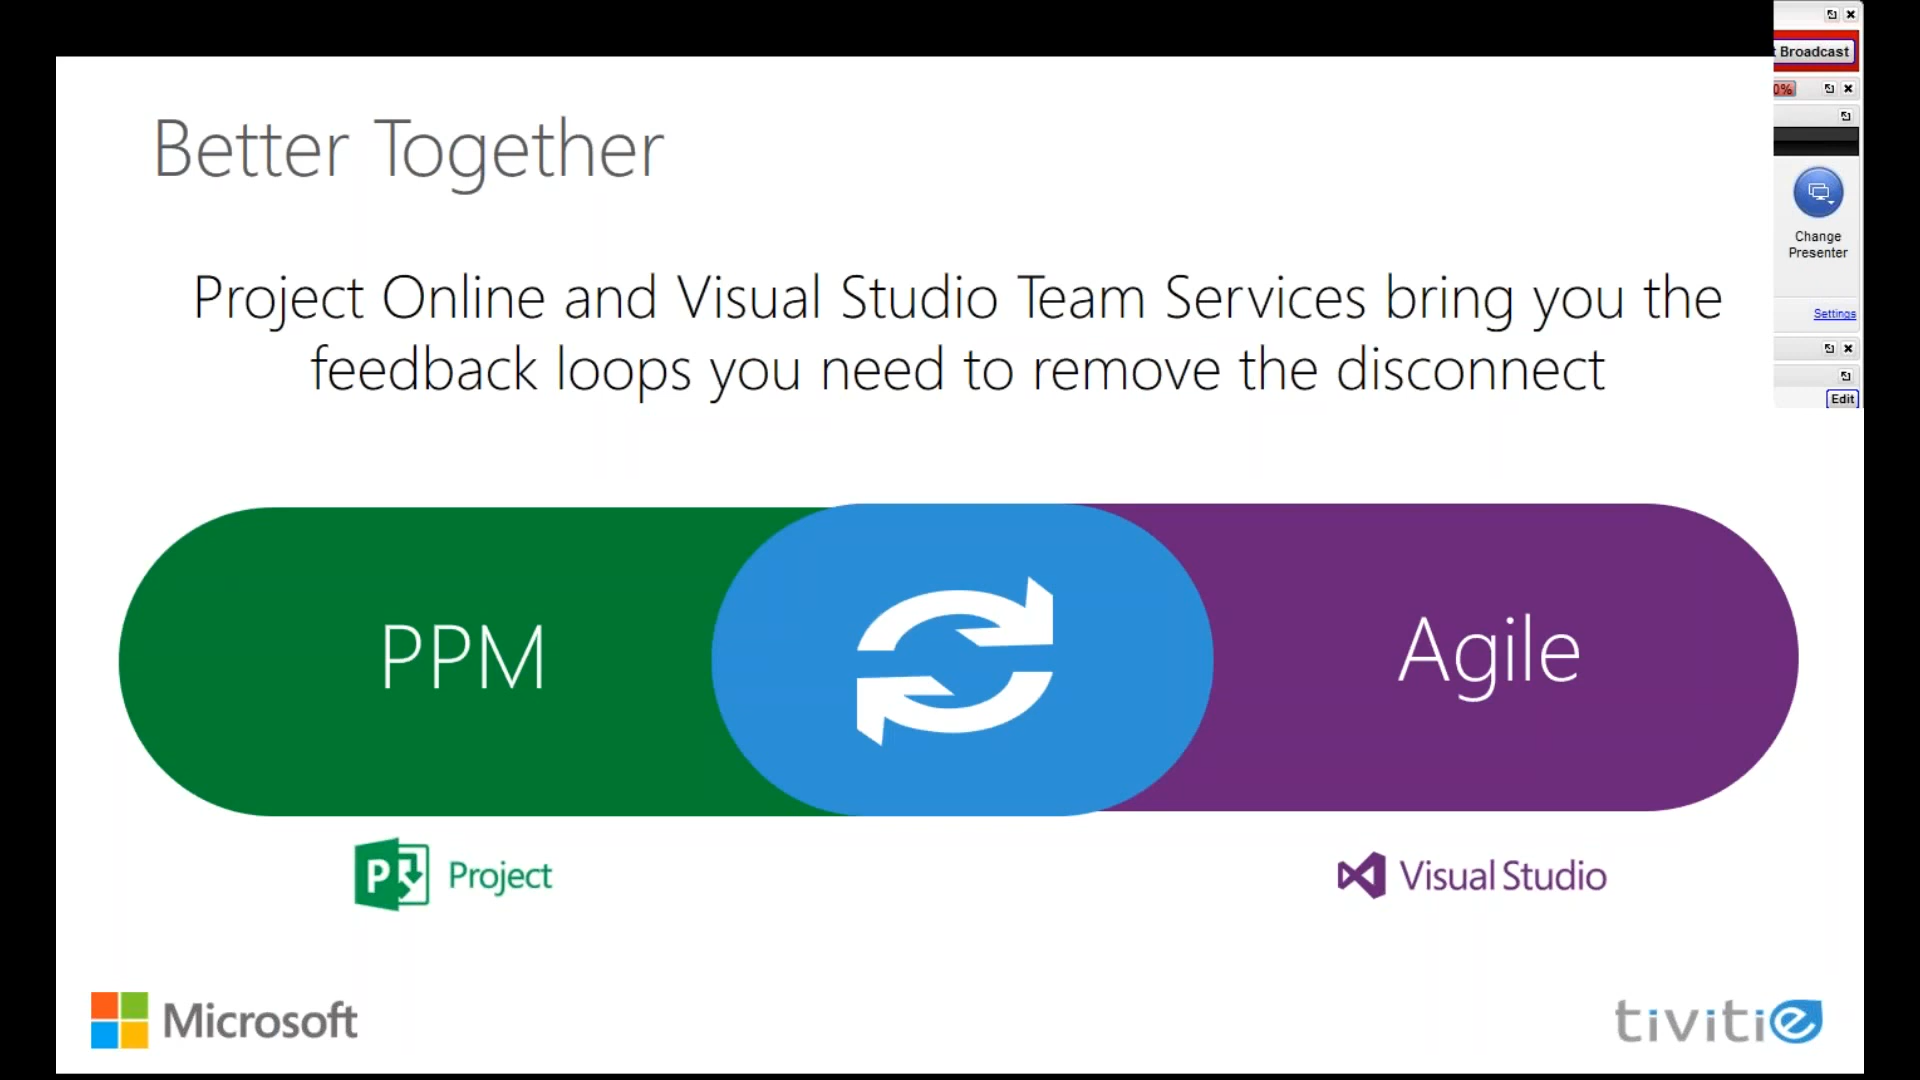 Better Together
Project Online and Visual Studio Team Services bring you the
feedback loops you need to remove the disconnect
PPM
Agile
Project
Visual Studio
Microsoft
tivitie
Broadcast
0%
Change
Presenter
Settings
Edit